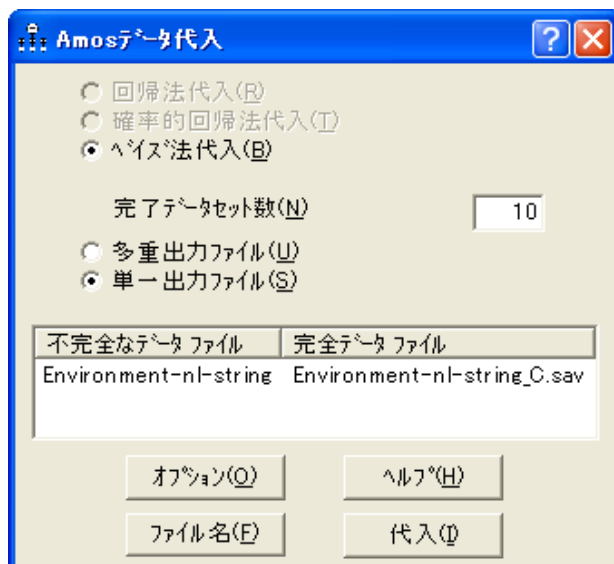 Amosﾃﾞｰﾀ代入
回帰法代入(R)
確率的回帰法代入(T)
ﾍﾞｲｽﾞ法代入(B)
完了ﾃﾞｰﾀｾｯﾄ数(N) 10
多重出力ﾌｧｲﾙ(U)
単一出力ﾌｧｲﾙ(S)
不完全なﾃﾞｰﾀ ﾌｧｲﾙ 完全ﾃﾞｰﾀ ﾌｧｲﾙ
Environment-nl-string Environment-nl-string_C.sav
ｵﾌﾟｼｮﾝ(O) ﾍﾙﾌﾟ(H)
ﾌｧｲﾙ名(F) 代入(I)